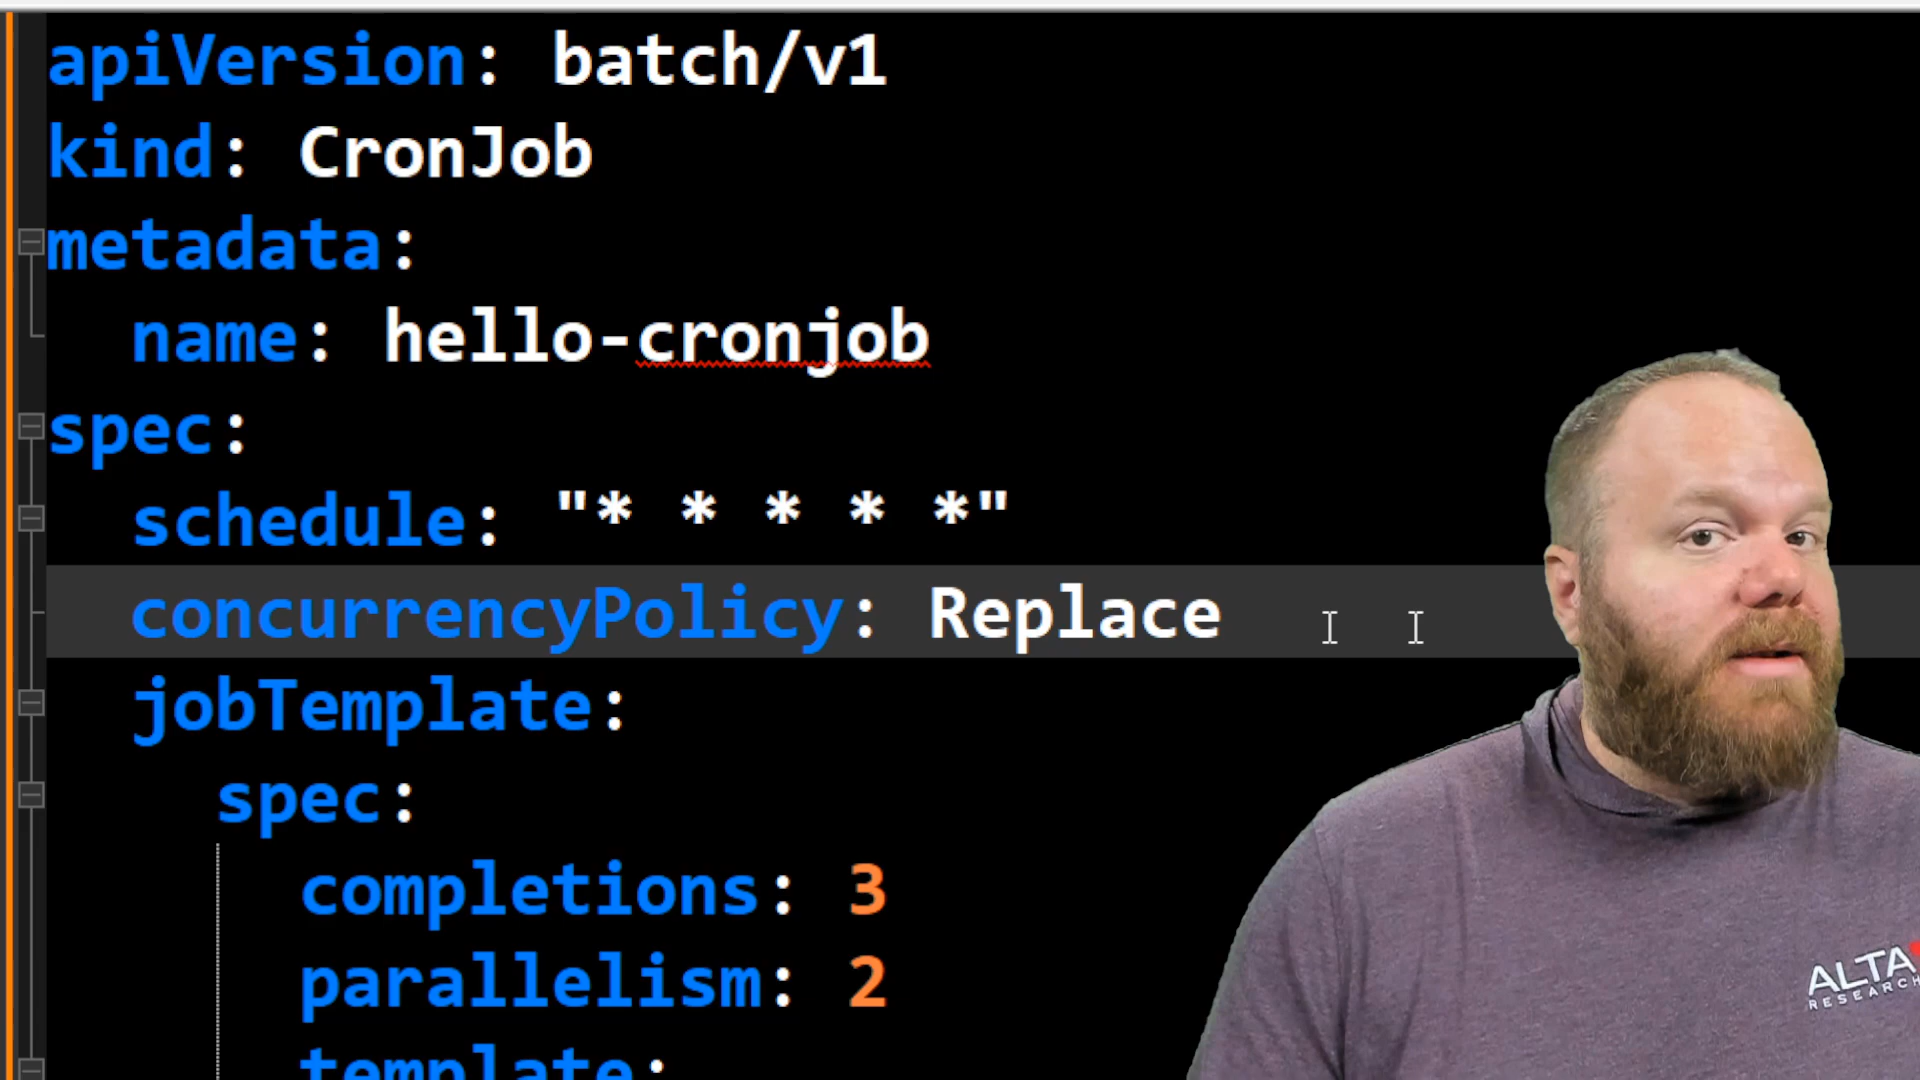 apiVersion: batch/v1
kind: CronJob
metadata:
  name: hello-cronjob
spec:
  schedule: "* * * * *"
  concurrencyPolicy: Replace
  jobTemplate:
    spec:
      completions: 3
      parallelism: 2
      template:
ALTA
RESEARCH